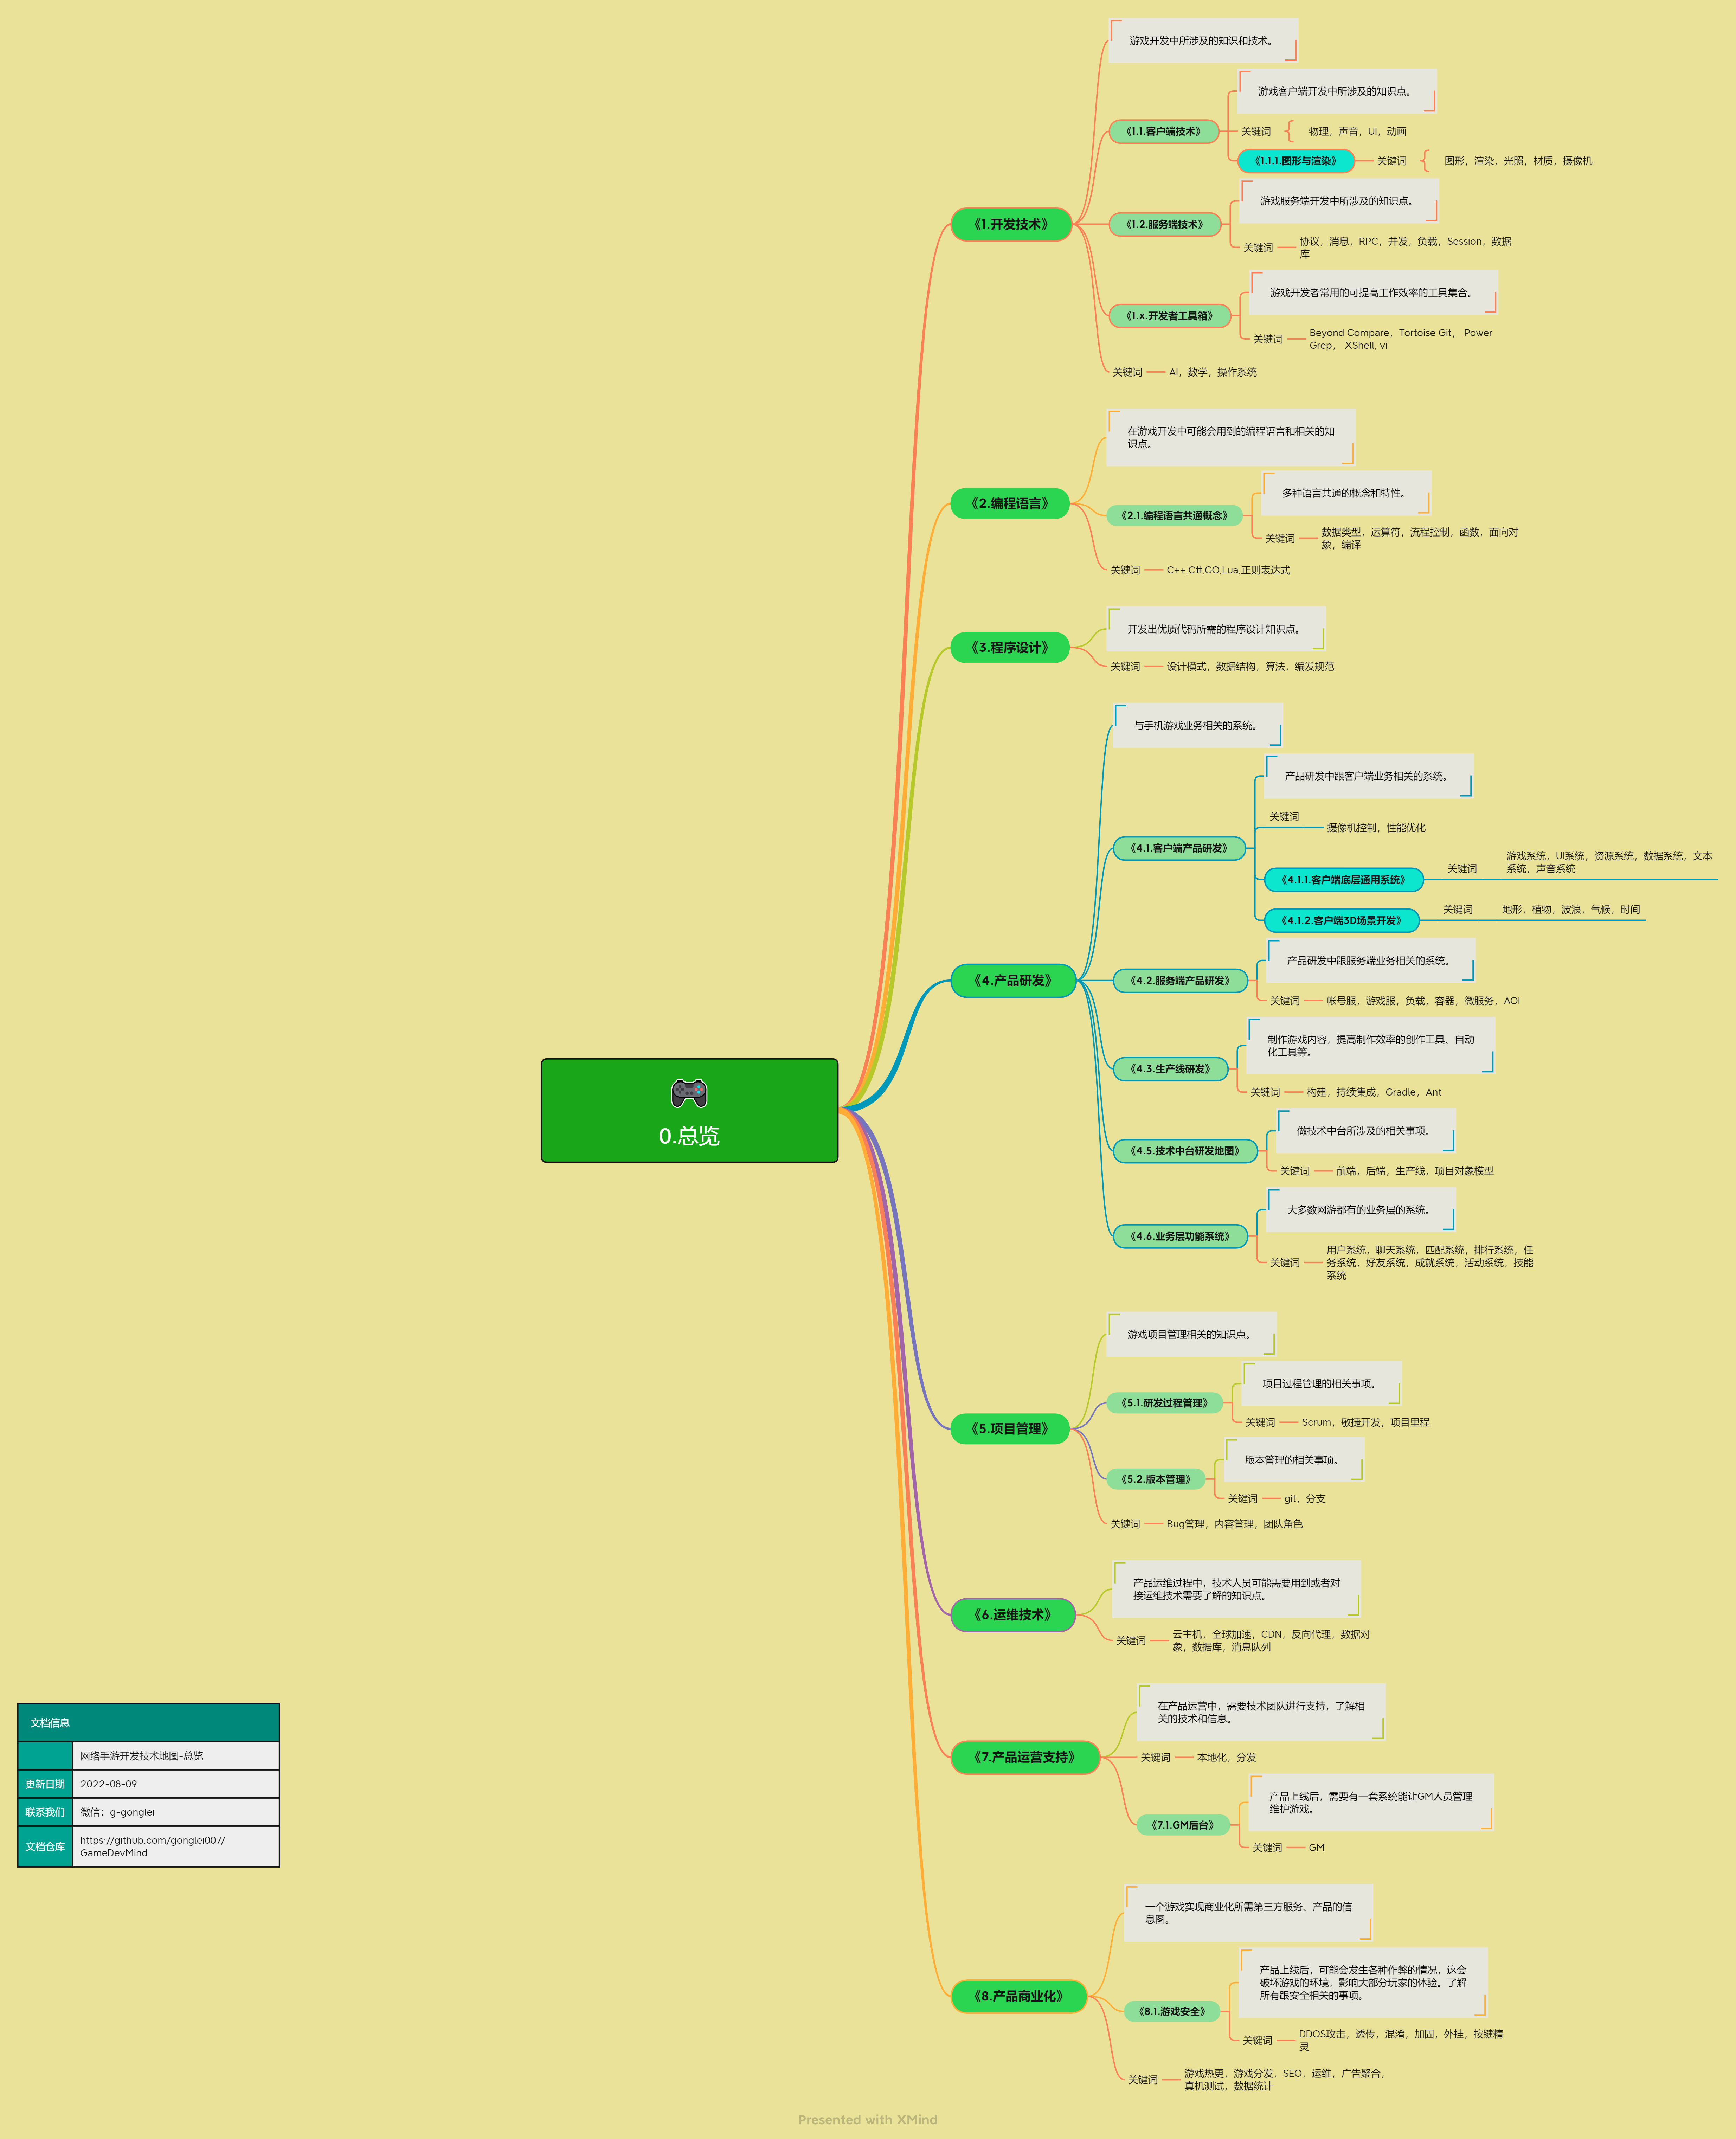 0.总览
《1.开发技术》
游戏开发中所涉及的知识和技术。
《1.1.客户端技术》
游戏客户端开发中所涉及的知识点。
关键词
物理，声音，UI，动画
《1.1.1.图形与渲染》
关键词
图形，渲染，光照，材质，摄像机
《1.2.服务端技术》
游戏服务端开发中所涉及的知识点。
关键词
协议，消息，RPC，并发，负载，Session，数据
库
《1.x.开发者工具箱》
游戏开发者常用的可提高工作效率的工具集合。
关键词
Beyond Compare，Tortoise Git， Power
Grep， XShell, vi
关键词
AI，数学，操作系统
《2.编程语言》
在游戏开发中可能会用到的编程语言和相关的知
识点。
《2.1.编程语言共通概念》
多种语言共通的概念和特性。
关键词
数据类型，运算符，流程控制，函数，面向对
象，编译
关键词
C++,C#,GO,Lua,正则表达式
《3.程序设计》
开发出优质代码所需的程序设计知识点。
关键词
设计模式，数据结构，算法，编发规范
《4.产品研发》
与手机游戏业务相关的系统。
《4.1.客户端产品研发》
产品研发中跟客户端业务相关的系统。
关键词
摄像机控制，性能优化
《4.1.1.客户端底层通用系统》
关键词
游戏系统，UI系统，资源系统，数据系统，文本
系统，声音系统
《4.1.2.客户端3D场景开发》
关键词
地形，植物，波浪，气候，时间
《4.2.服务端产品研发》
产品研发中跟服务端业务相关的系统。
关键词
帐号服，游戏服，负载，容器，微服务，AOI
《4.3.生产线研发》
制作游戏内容，提高制作效率的创作工具、自动
化工具等。
关键词
构建，持续集成，Gradle，Ant
《4.5.技术中台研发地图》
做技术中台所涉及的相关事项。
关键词
前端，后端，生产线，项目对象模型
《4.6.业务层功能系统》
大多数网游都有的业务层的系统。
关键词
用户系统，聊天系统，匹配系统，排行系统，任
务系统，好友系统，成就系统，活动系统，技能
系统
《5.项目管理》
游戏项目管理相关的知识点。
《5.1.研发过程管理》
项目过程管理的相关事项。
关键词
Scrum，敏捷开发，项目里程
《5.2.版本管理》
版本管理的相关事项。
关键词
git，分支
关键词
Bug管理，内容管理，团队角色
《6.运维技术》
产品运维过程中，技术人员可能需要用到或者对
接运维技术需要了解的知识点。
关键词
云主机，全球加速，CDN，反向代理，数据对
象，数据库，消息队列
《7.产品运营支持》
在产品运营中，需要技术团队进行支持，了解相
关的技术和信息。
关键词
本地化，分发
《7.1.GM后台》
产品上线后，需要有一套系统能让GM人员管理
维护游戏。
关键词
GM
《8.产品商业化》
一个游戏实现商业化所需第三方服务、产品的信
息图。
《8.1.游戏安全》
产品上线后，可能会发生各种作弊的情况，这会
破坏游戏的环境，影响大部分玩家的体验。了解
所有跟安全相关的事项。
关键词
DDOS攻击，透传，混淆，加固，外挂，按键精
灵
关键词
游戏热更，游戏分发，SEO，运维，广告聚合，
真机测试，数据统计
文档信息
网络手游开发技术地图-总览
更新日期
2022-08-09
联系我们
微信：g-gonglei
文档仓库
https://github.com/gonglei007/
GameDevMind
Presented with XMind